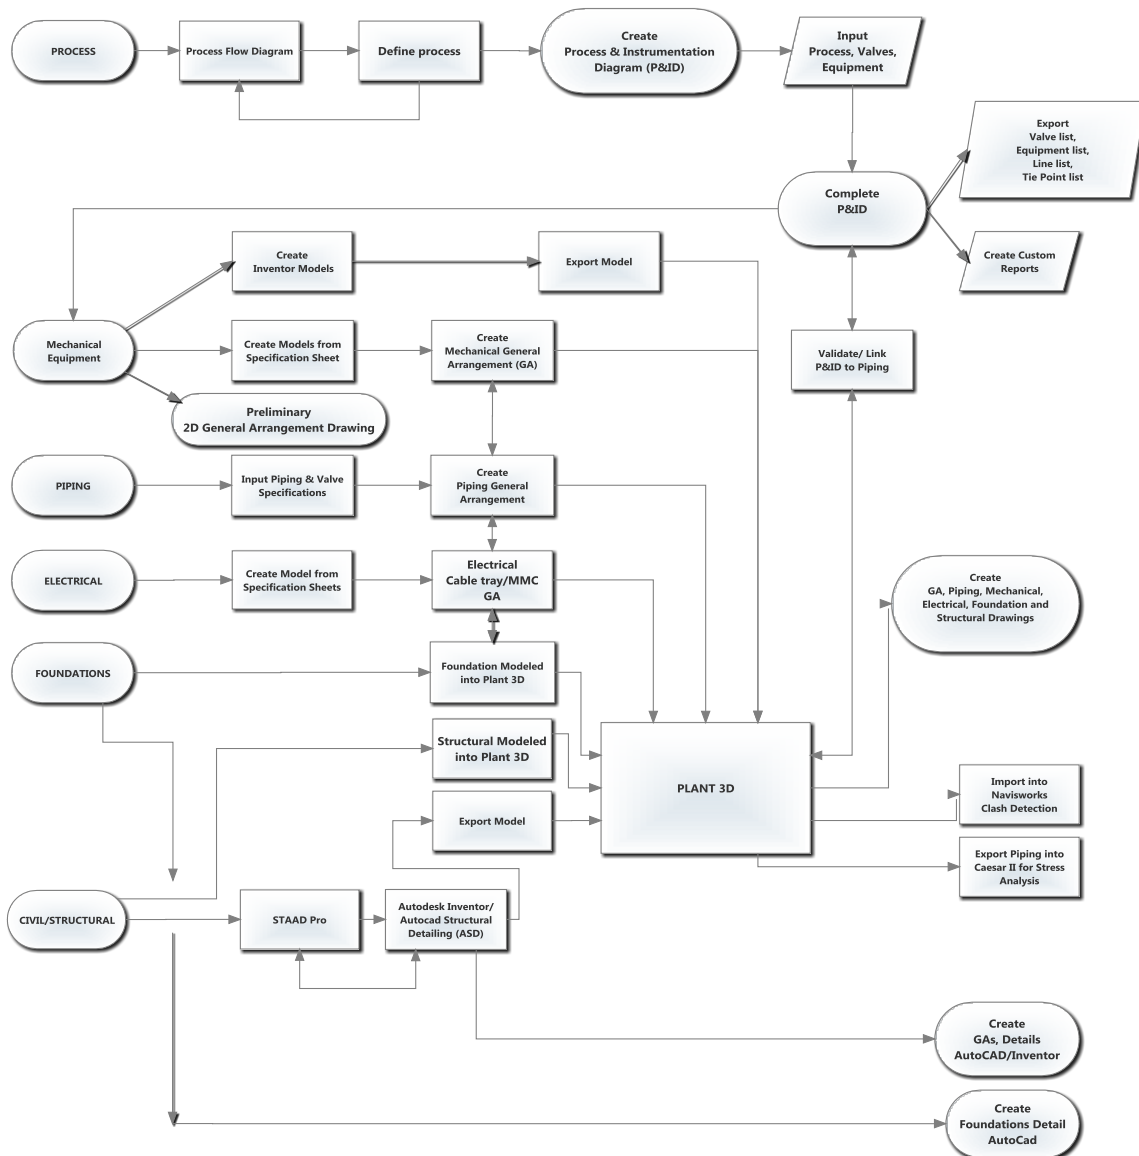 PROCESS
Process Flow Diagram
Define process
Create
Process & Instrumentation
Diagram (P&ID)
Input
Process, Valves,
Equipment
Export
Valve list,
Equipment list,
Line list,
Tie Point list
Complete
P&ID
Create Custom
Reports
Create
Inventor Models
Export Model
Mechanical
Equipment
Create Models from
Specification Sheet
Create
Mechanical General
Arrangement (GA)
Validate/ Link
P&ID to Piping
Preliminary
2D General Arrangement Drawing
PIPING
Input Piping & Valve
Specifications
Create
Piping General
Arrangement
ELECTRICAL
Create Model from
Specification Sheets
Electrical
Cable tray/MMC
GA
Create
GA, Piping, Mechanical,
Electrical, Foundation and
Structural Drawings
FOUNDATIONS
Foundation Modeled
into Plant 3D
Structural Modeled
into Plant 3D
PLANT 3D
Import into
Navisworks
Clash Detection
Export Model
Export Piping into
Caesar II for Stress
Analysis
CIVIL/STRUCTURAL
STAAD Pro
Autodesk Inventor/
Autocad Structural
Detailing (ASD)
Create
GAs, Details
AutoCAD/Inventor
Create
Foundations Detail
AutoCad